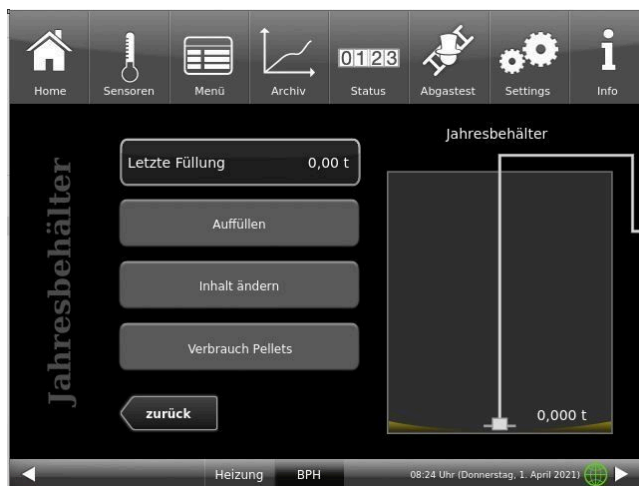 Home Sensoren Menü Archiv 0123 Status Abgastest Settings i Info
Jahresbehälter
Jahresbehälter
Letzte Füllung 0,00 t
Auffüllen
Inhalt ändern
Verbrauch Pellets
zurück
0,000 t
Heizung BPH 08:24 Uhr (Donnerstag, 1. April 2021)